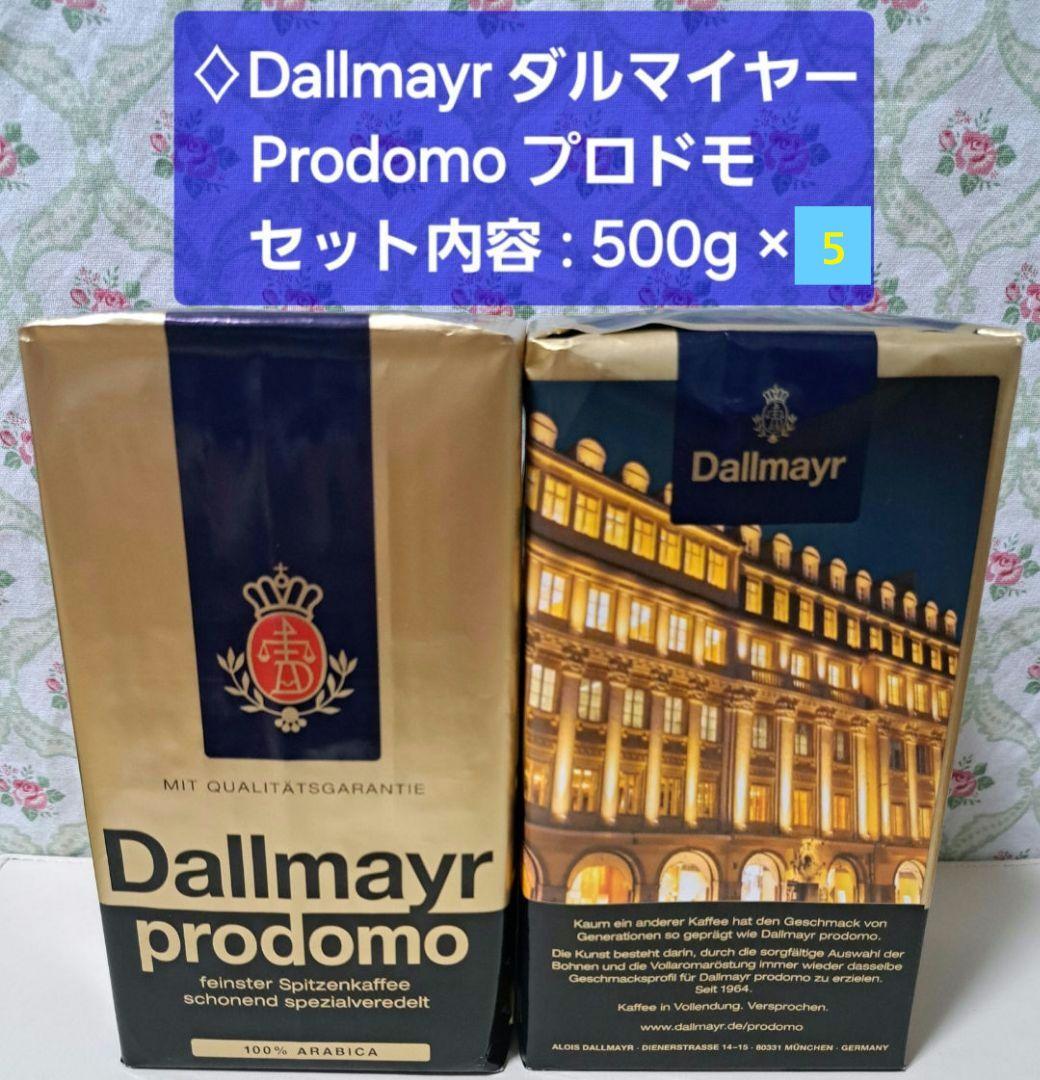 ◇Dallmayr ダルマイヤー
Prodomo プロドモ
セット内容 : 500g × 5
MIT QUALITÄTSGARANTIE
Dallmayr
prodomo
feinster Spitzenkaffee
schonend spezialveredelt
100% ARABICA
Dallmayr
Kaum ein anderer Kaffee hat den Geschmack von
Generationen so geprägt wie Dallmayr prodomo.
Die Kunst besteht darin, durch die sorgfältige Auswahl der
Bohnen und die Vollaromaröstung immer wieder dasselbe
Geschmacksprofil für Dallmayr prodomo zu erzielen.
Seit 1964.
Kaffee in Vollendung. Versprochen.
www.dallmayr.de/prodomo
ALOIS DALLMAYR · DIENERSTRASSE 14–15 · 80331 MÜNCHEN · GERMANY